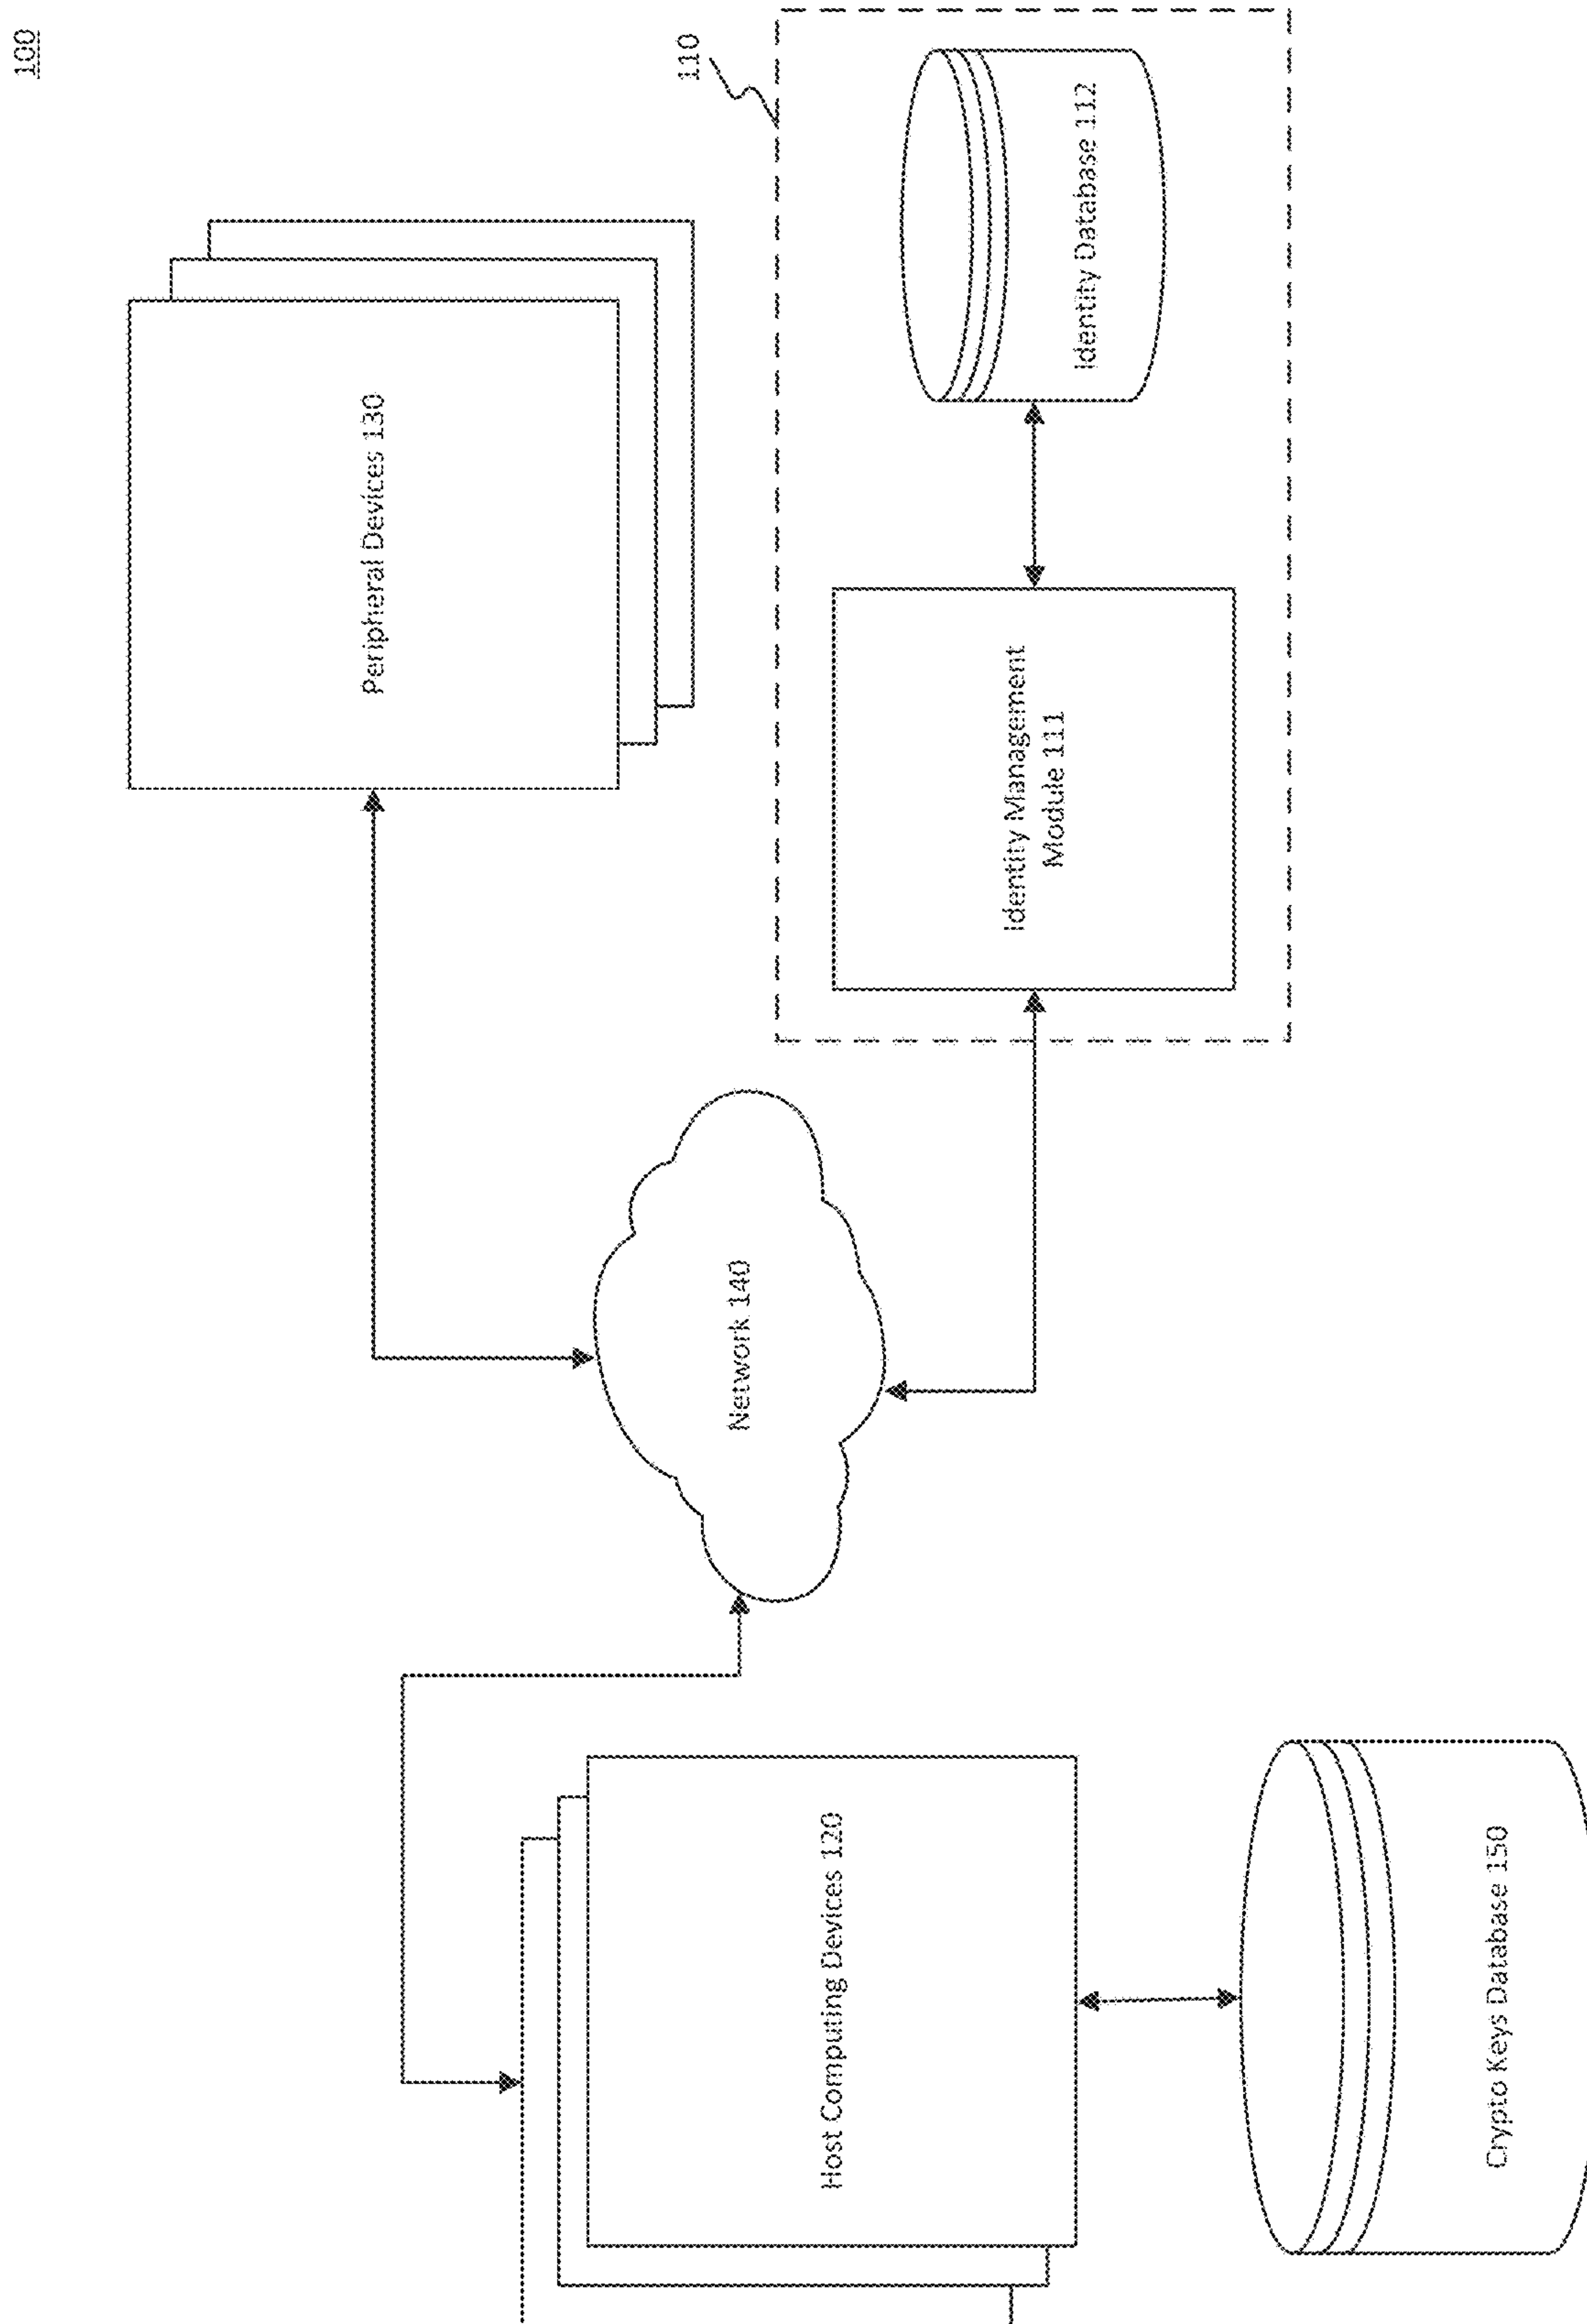 100
Peripheral Devices 130
110
Identity Management
Module 111
Identity Database 112
Network 140
Host Computing Devices 120
Crypto Keys Database 150